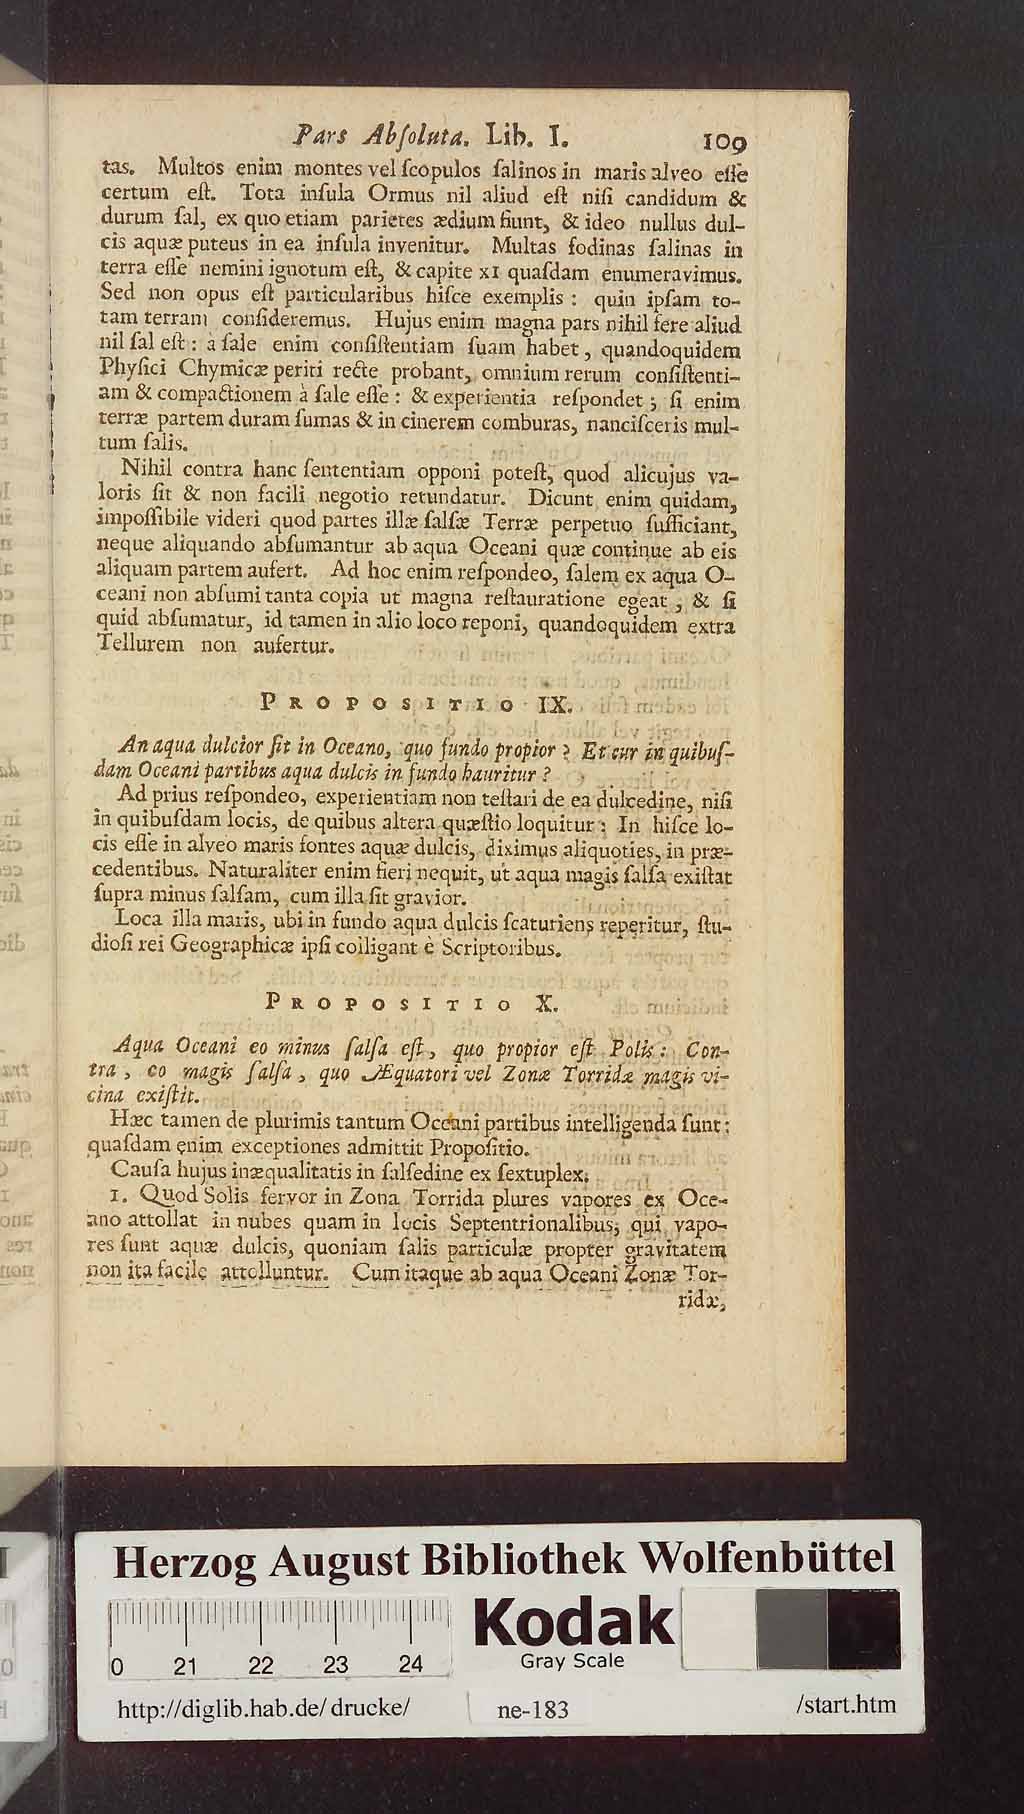 Pars Abſoluta. Lib. I. 109
tas. Multos enim montes vel ſcopulos ſalinos in maris alveo eſſe
certum eſt. Tota inſula Ormus nil aliud eſt niſi candidum &
durum ſal, ex quo etiam parietes ædium fiunt, & ideo nullus dul-
cis aquæ puteus in ea inſula invenitur. Multas fodinas ſalinas in
terra eſſe nemini ignotum eſt, & capite XI quaſdam enumeravimus.
Sed non opus eſt particularibus hiſce exemplis : quin ipſam to-
tam terram conſideremus. Hujus enim magna pars nihil fere aliud
nil ſal eſt : à ſale enim conſiſtentiam ſuam habet, quandoquidem
Phyſici Chymicæ periti recte probant, omnium rerum conſiſtenti-
am & compactionem à ſale eſſe : & experientia reſpondet ; ſi enim
terræ partem duram ſumas & in cinerem comburas, nanciſceris mul-
tum ſalis.
Nihil contra hanc ſententiam opponi poteſt, quod alicujus va-
loris ſit & non facili negotio retundatur. Dicunt enim quidam,
impoſſibile videri quod partes illæ ſalſæ Terræ perpetuo ſufficiant,
neque aliquando abſumantur ab aqua Oceani quæ continue ab eis
aliquam partem aufert. Ad hoc enim reſpondeo, ſalem ex aqua O-
ceani non abſumi tanta copia ut magna reſtauratione egeat, & ſi
quid abſumatur, id tamen in alio loco reponi, quandoquidem extra
Tellurem non aufertur.
PROPOSITIO IX.
An aqua dulcior ſit in Oceano, quo fundo propior ? Et cur in quibuſ-
dam Oceani partibus aqua dulcis in fundo hauritur ?
Ad prius reſpondeo, experientiam non teſtari de ea dulcedine, niſi
in quibuſdam locis, de quibus altera quæſtio loquitur : In hiſce lo-
cis eſſe in alveo maris fontes aquæ dulcis, diximus aliquoties, in præ-
cedentibus. Naturaliter enim fieri nequit, ut aqua magis ſalſa exiſtat
ſupra minus ſalſam, cum illa ſit gravior.
Loca illa maris, ubi in fundo aqua dulcis ſcaturiens reperitur, ſtu-
dioſi rei Geographicæ ipſi colligant è Scriptoribus.
PROPOSITIO X.
Aqua Oceani eo minus ſalſa eſt, quo propior eſt Polis : Con-
tra, eo magis ſalſa, quo Æquatori vel Zonæ Torridæ magis vi-
cina exiſtit.
Hæc tamen de plurimis tantum Oceani partibus intelligenda ſunt :
quaſdam enim exceptiones admittit Propoſitio.
Cauſa hujus inæqualitatis in ſalſedine ex ſextuplex.
1. Quod Solis fervor in Zona Torrida plures vapores ex Oce-
ano attollat in nubes quam in locis Septentrionalibus, qui vapo-
res ſunt aquæ dulcis, quoniam ſalis particulæ propter gravitatem
non ita facile attolluntur. Cum itaque ab aqua Oceani Zonæ Tor-
ridæ,
Herzog August Bibliothek Wolfenbüttel
0 21 22 23 24
Kodak
Gray Scale
http://diglib.hab.de/drucke/ ne-183 /start.htm